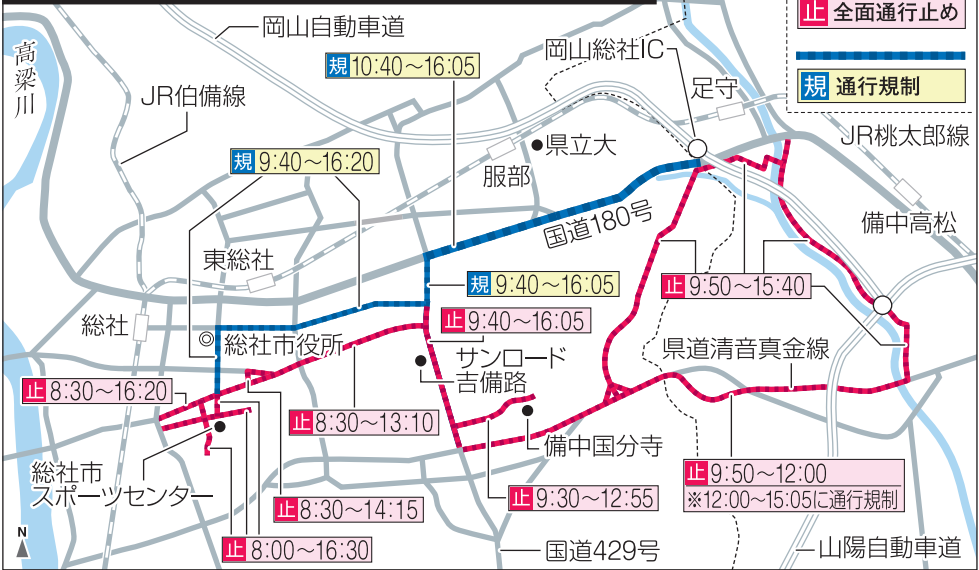 止 全面通行止め
規 通行規制
岡山自動車道
高梁川
規 10:40〜16:05
岡山総社IC
足守
JR伯備線
県立大
JR桃太郎線
規 9:40〜16:20
服部
国道180号
備中高松
東総社
規 9:40〜16:05
止 9:50〜15:40
総社
止 9:40〜16:05
総社市役所
サンロード
吉備路
県道清音真金線
止 8:30〜16:20
止 8:30〜13:10
備中国分寺
総社市
スポーツセンター
止 9:50〜12:00
※12:00〜15:05に通行規制
止 9:30〜12:55
止 8:30〜14:15
N
止 8:00〜16:30
国道429号
山陽自動車道